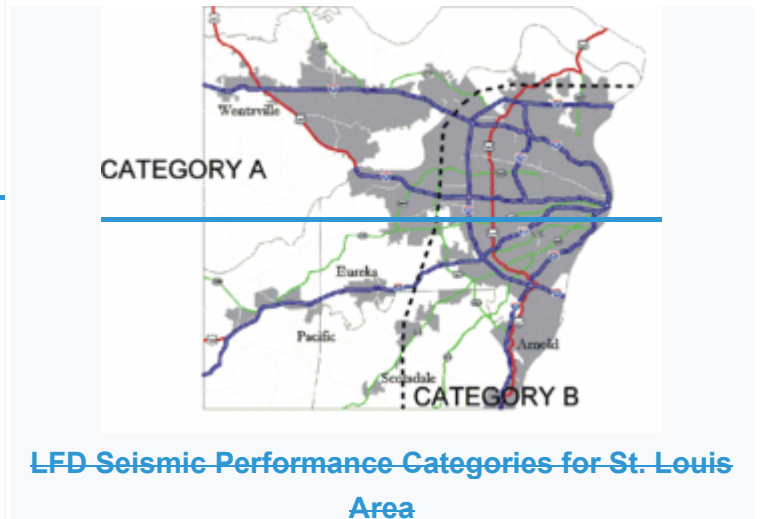 Wentzville
CATEGORY A
Eureka
Pacific
Arnold
Scotsdale
CATEGORY B
LFD Seismic Performance Categories for St. Louis
Area